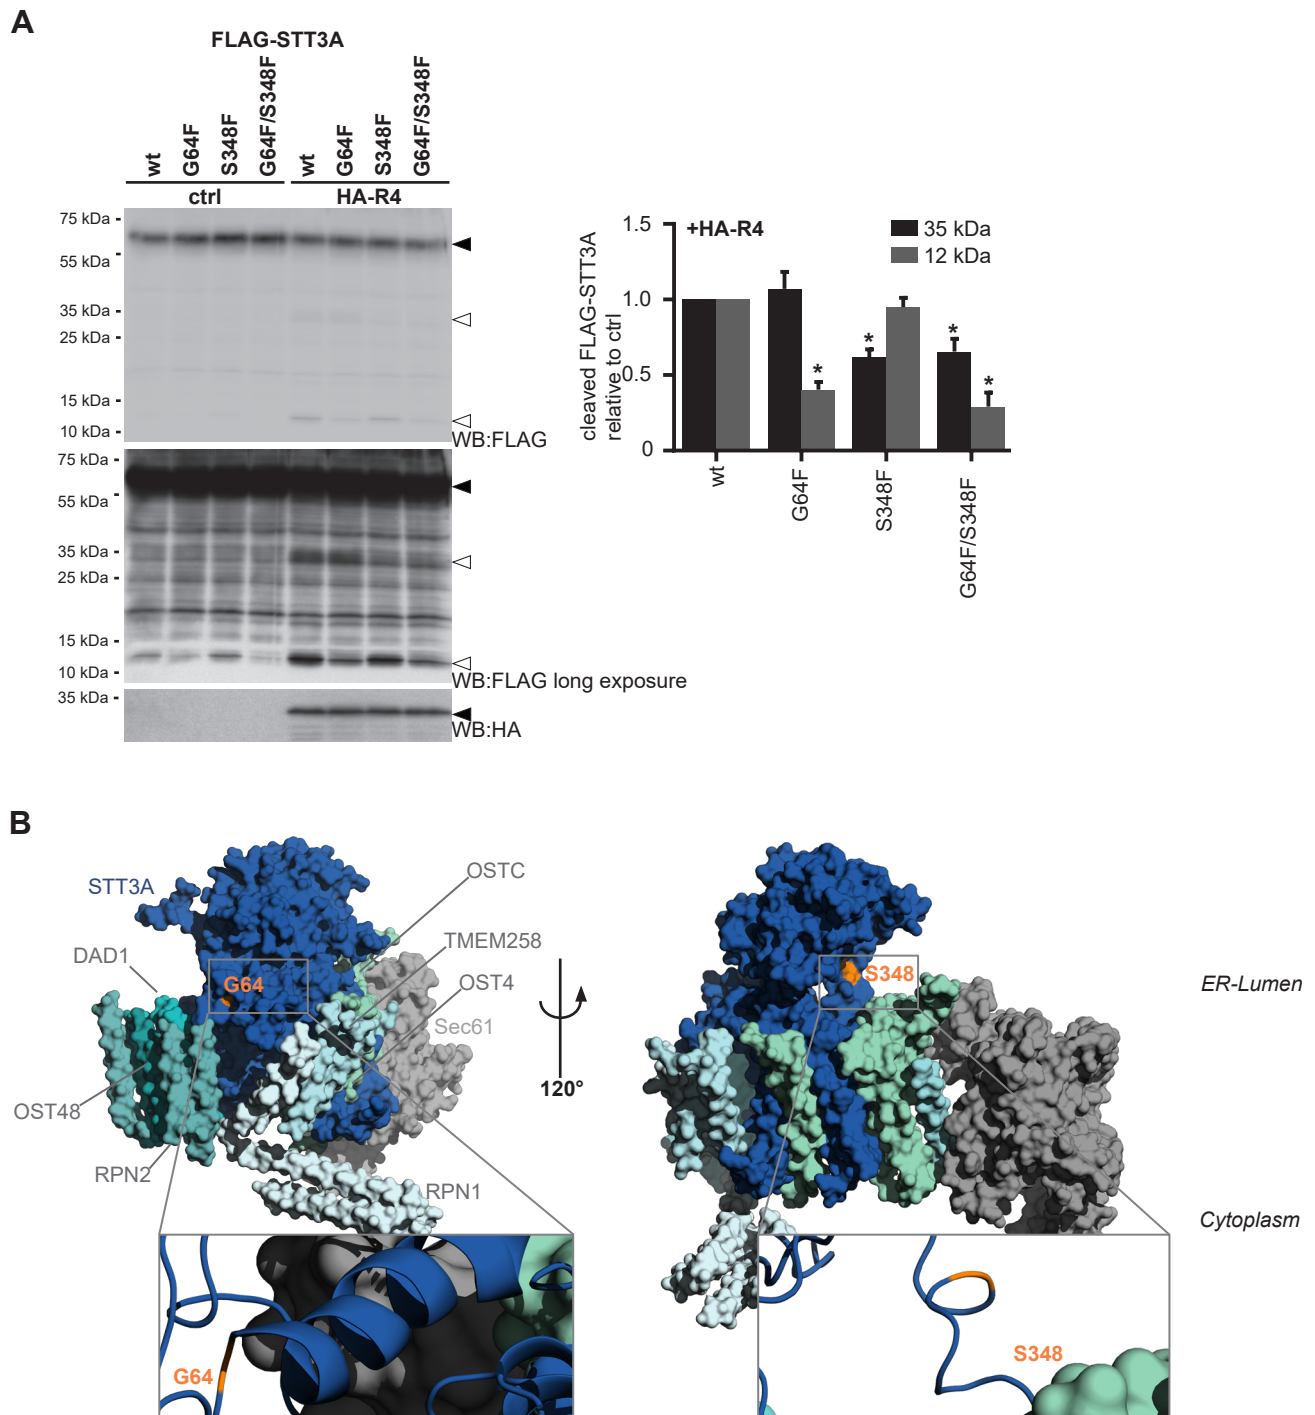 A
FLAG-STT3A
wt
G64F
S348F
G64F/S348F
wt
G64F
S348F
G64F/S348F
ctrl
HA-R4
75 kDa
55 kDa
35 kDa
25 kDa
15 kDa
10 kDa
WB:FLAG
75 kDa
55 kDa
35 kDa
25 kDa
15 kDa
10 kDa
WB:FLAG long exposure
35 kDa
WB:HA
cleaved FLAG-STT3A
relative to ctrl
1.5
1.0
0.5
0
+HA-R4
35 kDa
12 kDa
*
*
*
*
wt
G64F
S348F
G64F/S348F
B
STT3A
OSTC
DAD1
TMEM258
G64
OST4
Sec61
OST48
RPN2
RPN1
G64
120°
S348
ER-Lumen
Cytoplasm
S348